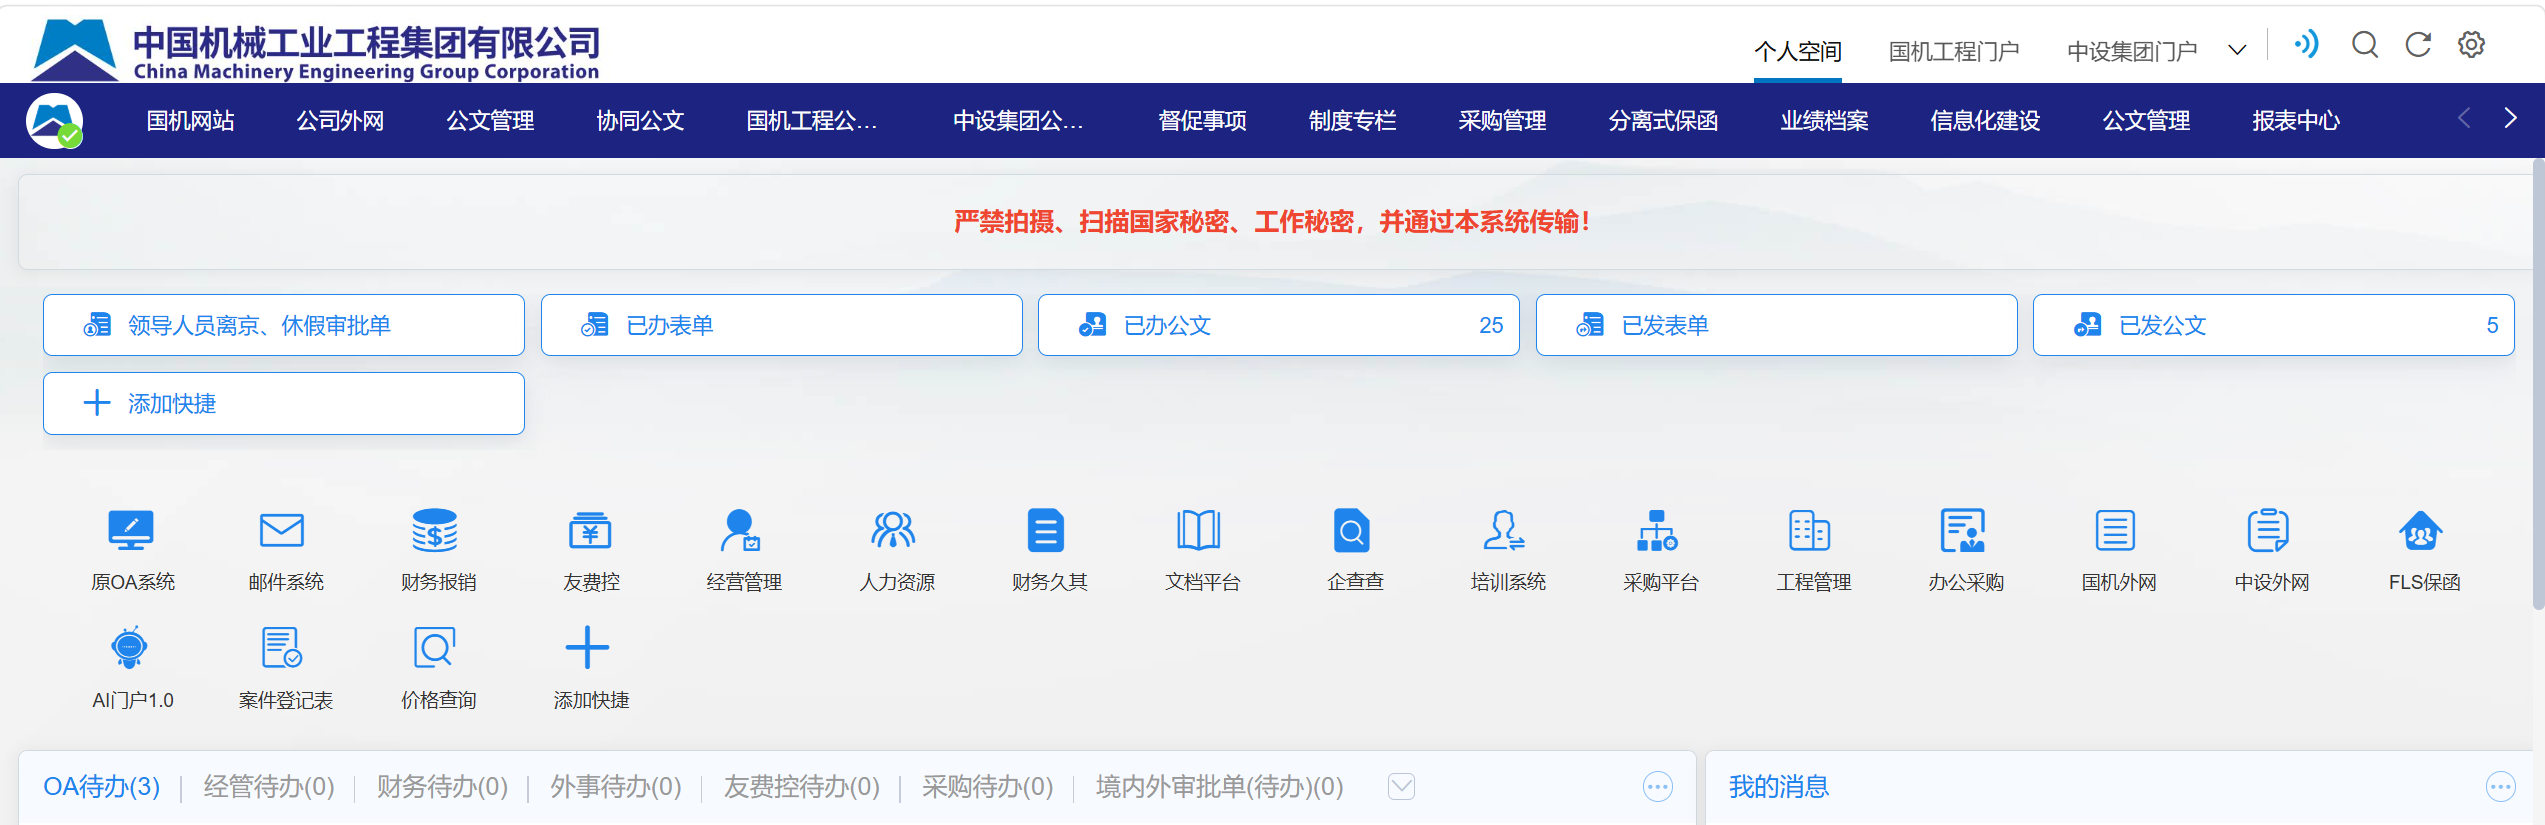 中国机械工业工程集团有限公司
China Machinery Engineering Group Corporation
个人空间 国机工程门户 中设集团门户
国机网站 公司外网 公文管理 协同公文 国机工程公... 中设集团公... 督促事项 制度专栏 采购管理 分离式保函 业绩档案 信息化建设 公文管理 报表中心
严禁拍摄、扫描国家秘密、工作秘密，并通过本系统传输！
领导人员离京、休假审批单 已办表单 已办公文 25 已发表单 已发公文 5
添加快捷
原OA系统 邮件系统 财务报销 友费控 经营管理 人力资源 财务久其 文档平台 企查查 培训系统 采购平台 工程管理 办公采购 国机外网 中设外网 FLS保函
AI门户1.0 案件登记表 价格查询 添加快捷
OA待办(3) 经管待办(0) 财务待办(0) 外事待办(0) 友费控待办(0) 采购待办(0) 境内外审批单(待办)(0) 我的消息